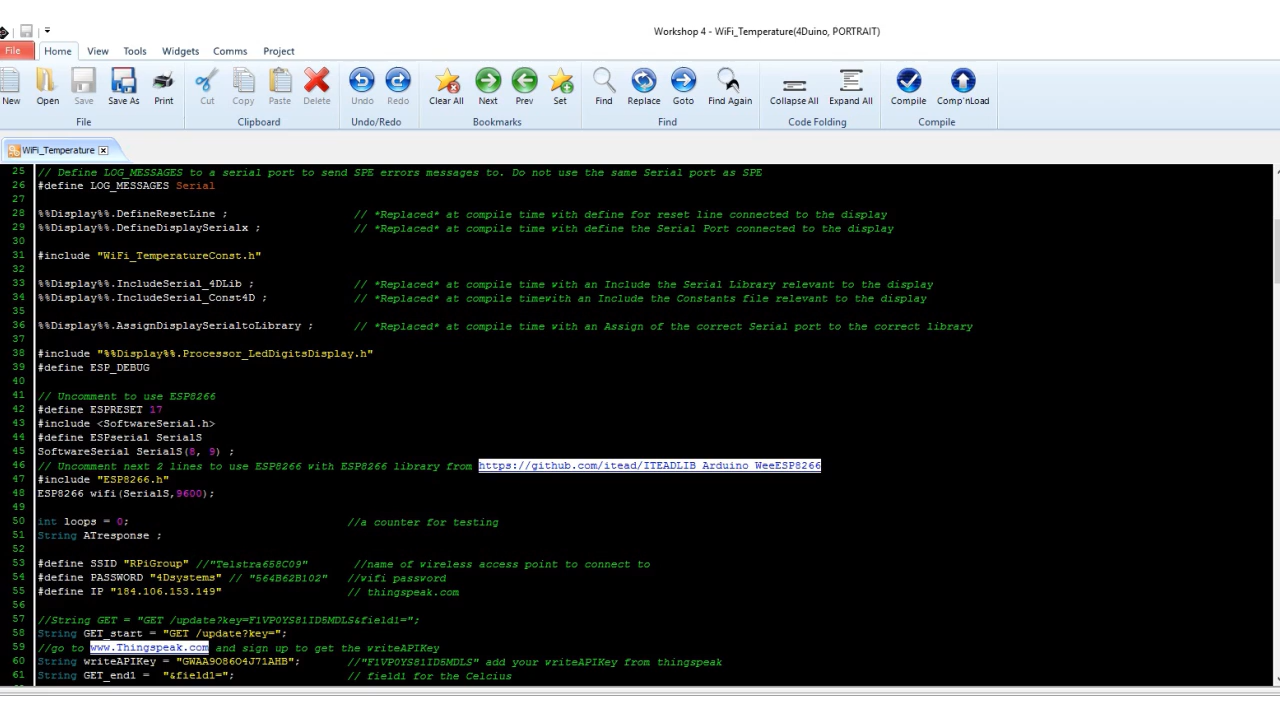 Workshop 4 - WiFi_Temperature(4Duino, PORTRAIT)
File Home View Tools Widgets Comms Project
New Open Save Save As Print Cut Copy Paste Delete Undo Redo Clear All Next Prev Set Find Replace Goto Find Again Collapse All Expand All Compile Comp'nLoad
File Clipboard Undo/Redo Bookmarks Find Code Folding Compile
WiFi_Temperature
25 // Define LOG_MESSAGES to a serial port to send SPE errors messages to. Do not use the same Serial port as SPE
26 #define LOG_MESSAGES Serial
27
28 %%Display%%.DefineResetLine ; // *Replaced* at compile time with define for reset line connected to the display
29 %%Display%%.DefineDisplaySerialx ; // *Replaced* at compile time with define the Serial Port connected to the display
30
31 #include "WiFi_TemperatureConst.h"
32
33 %%Display%%.IncludeSerial_4DLib ; // *Replaced* at compile time with an Include the Serial Library relevant to the display
34 %%Display%%.IncludeSerial_Const4D ; // *Replaced* at compile timewith an Include the Constants file relevant to the display
35
36 %%Display%%.AssignDisplaySerialtoLibrary ; // *Replaced* at compile time with an Assign of the correct Serial port to the correct library
37
38 #include "%%Display%%.Processor_LedDigitsDisplay.h"
39 #define ESP_DEBUG
40
41 // Uncomment to use ESP8266
42 #define ESPRESET 17
43 #include <SoftwareSerial.h>
44 #define ESPserial SerialS
45 SoftwareSerial SerialS(8, 9) ;
46 // Uncomment next 2 lines to use ESP8266 with ESP8266 library from https://github.com/itead/ITEADLIB_Arduino_WeeESP8266
47 #include "ESP8266.h"
48 ESP8266 wifi(SerialS,9600);
49
50 int loops = 0; //a counter for testing
51 String ATresponse ;
52
53 #define SSID "RPiGroup" //"Telstra658C09" //name of wireless access point to connect to
54 #define PASSWORD "4Dsystems" // "564B62B102" //wifi password
55 #define IP "184.106.153.149" // thingspeak.com
56
57 //String GET = "GET /update?key=F1VP0YS81ID5MDLS&field1=";
58 String GET_start = "GET /update?key=";
59 //go to www.Thingspeak.com and sign up to get the writeAPIKey
60 String writeAPIKey = "GWAA9O86O4J71AHB"; //"F1VP0YS81ID5MDLS" add your writeAPIKey from thingspeak
61 String GET_end1 = "&field1="; // field1 for the Celcius